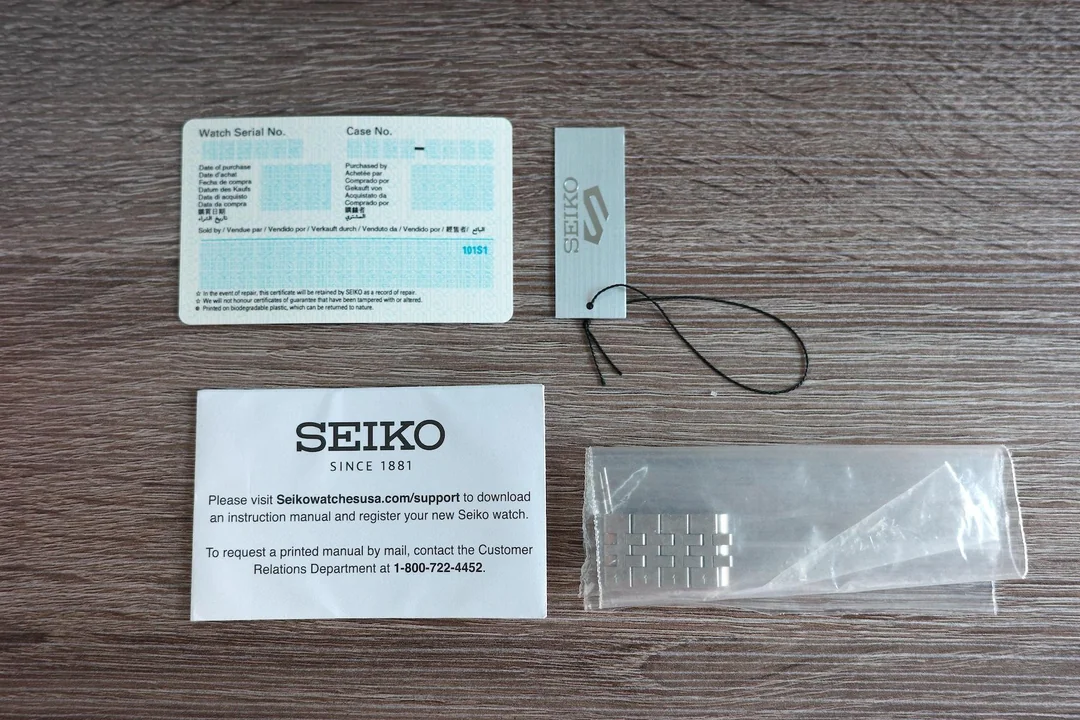 Watch Serial No.
Case No.
Date of purchase
Date d'achat
Fecha de compra
Datum des Kaufs
Data di acquisto
Data da compra
購買日期
تاريخ الشراء
Purchased by
Achetée par
Comprado por
Gekauft von
Acquistato da
Comprado por
購錶者
المشتري
Sold by / Vendue par / Vendido por / Verkauft durch / Venduto da / Vendido por / 經售者/ البائع
101S1
☆ In the event of repair, this certificate will be retained by SEIKO as a record of repair.
☆ We will not honour certificates of guarantee that have been tampered with or altered.
Printed on biodegradable plastic, which can be returned to nature.
SEIKO
SEIKO
SINCE 1881
Please visit Seikowatchesusa.com/support to download
an instruction manual and register your new Seiko watch.
To request a printed manual by mail, contact the Customer
Relations Department at 1-800-722-4452.